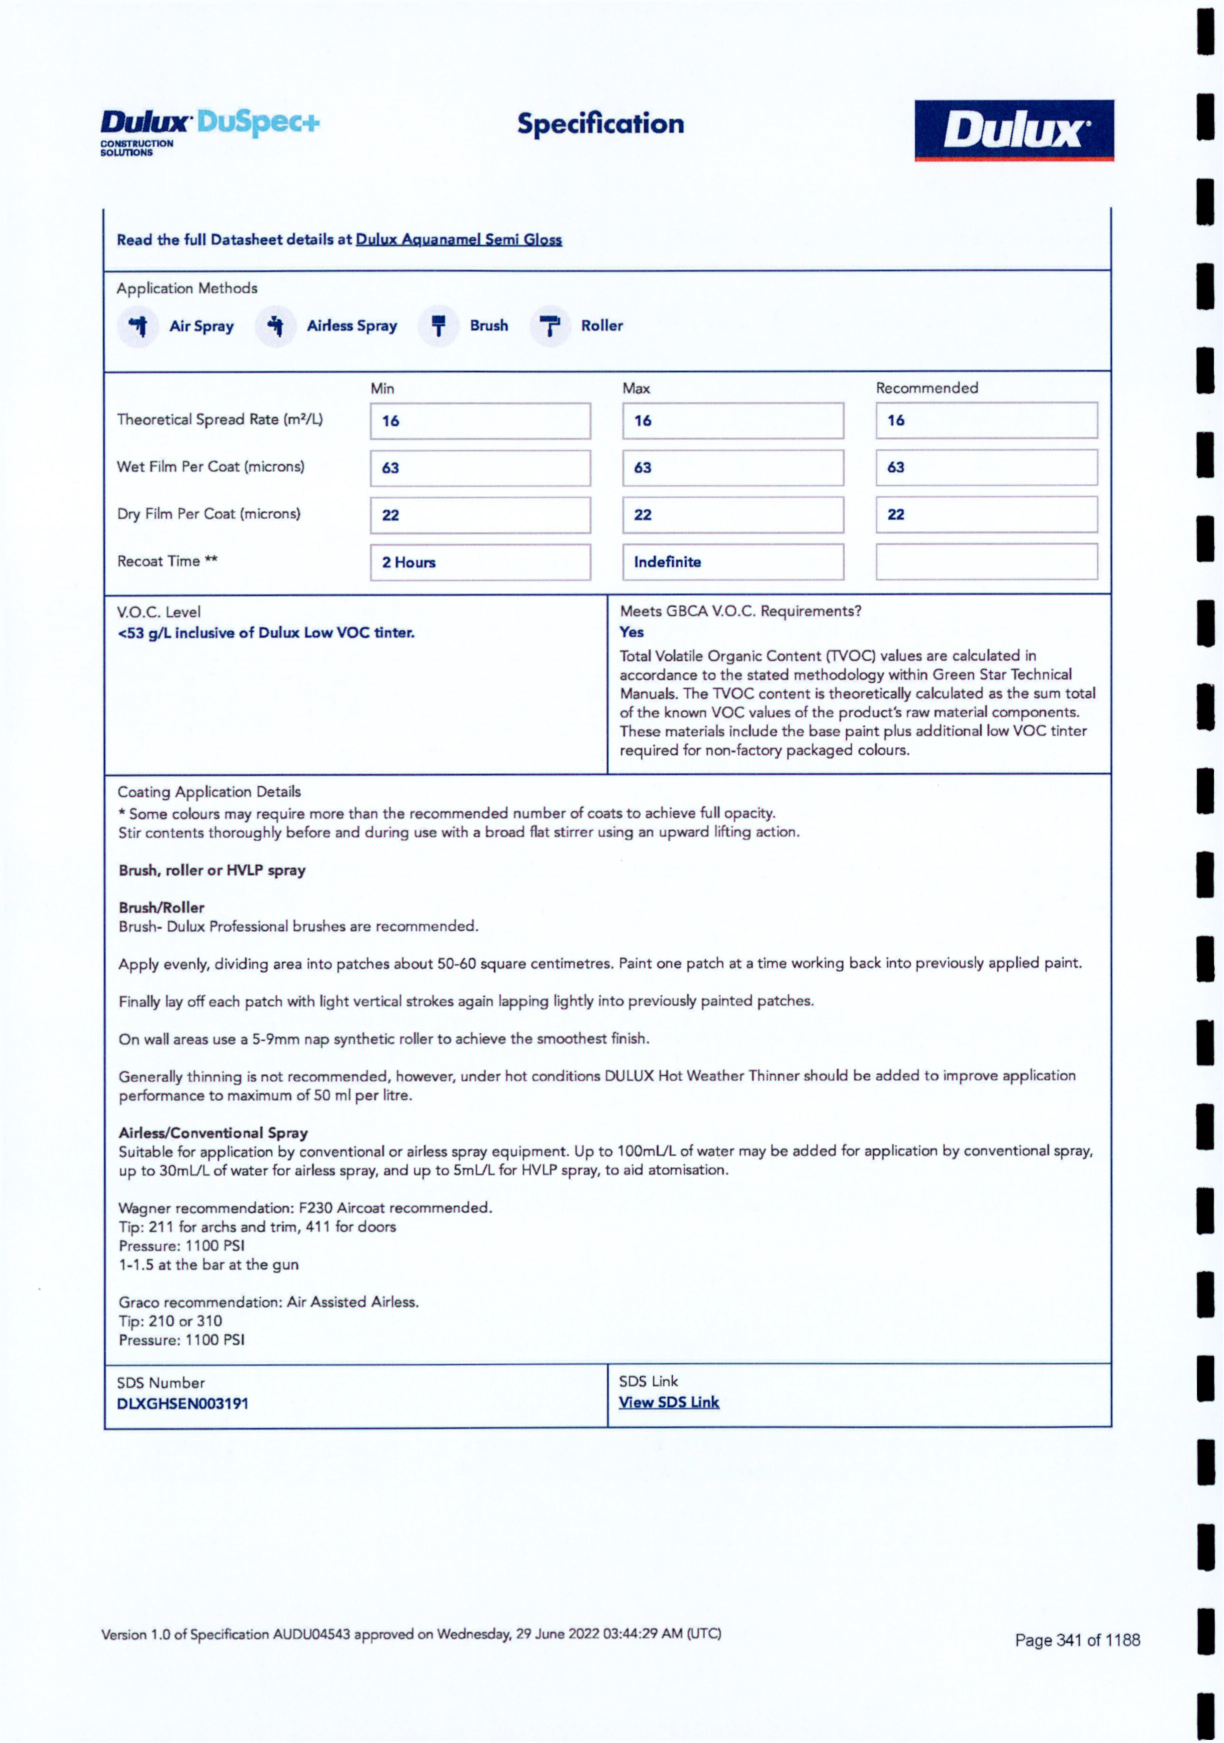 Dulux DuSpec+
CONSTRUCTION
SOLUTIONS
Specification
Dulux
Read the full Datasheet details at Dulux Aquanamel Semi Gloss
Application Methods
Air Spray Airless Spray Brush Roller
Min Max Recommended
Theoretical Spread Rate (m²/L) 16 16 16
Wet Film Per Coat (microns) 63 63 63
Dry Film Per Coat (microns) 22 22 22
Recoat Time ** 2 Hours Indefinite
V.O.C. Level
<53 g/L inclusive of Dulux Low VOC tinter.
Meets GBCA V.O.C. Requirements?
Yes
Total Volatile Organic Content (TVOC) values are calculated in
accordance to the stated methodology within Green Star Technical
Manuals. The TVOC content is theoretically calculated as the sum total
of the known VOC values of the product's raw material components.
These materials include the base paint plus additional low VOC tinter
required for non-factory packaged colours.
Coating Application Details
* Some colours may require more than the recommended number of coats to achieve full opacity.
Stir contents thoroughly before and during use with a broad flat stirrer using an upward lifting action.
Brush, roller or HVLP spray
Brush/Roller
Brush- Dulux Professional brushes are recommended.
Apply evenly, dividing area into patches about 50-60 square centimetres. Paint one patch at a time working back into previously applied paint.
Finally lay off each patch with light vertical strokes again lapping lightly into previously painted patches.
On wall areas use a 5-9mm nap synthetic roller to achieve the smoothest finish.
Generally thinning is not recommended, however, under hot conditions DULUX Hot Weather Thinner should be added to improve application
performance to maximum of 50 ml per litre.
Airless/Conventional Spray
Suitable for application by conventional or airless spray equipment. Up to 100mL/L of water may be added for application by conventional spray,
up to 30mL/L of water for airless spray, and up to 5mL/L for HVLP spray, to aid atomisation.
Wagner recommendation: F230 Aircoat recommended.
Tip: 211 for archs and trim, 411 for doors
Pressure: 1100 PSI
1-1.5 at the bar at the gun
Graco recommendation: Air Assisted Airless.
Tip: 210 or 310
Pressure: 1100 PSI
SDS Number
DLXGHSEN003191
SDS Link
View SDS Link
Version 1.0 of Specification AUDU04543 approved on Wednesday, 29 June 2022 03:44:29 AM (UTC)
Page 341 of 1188